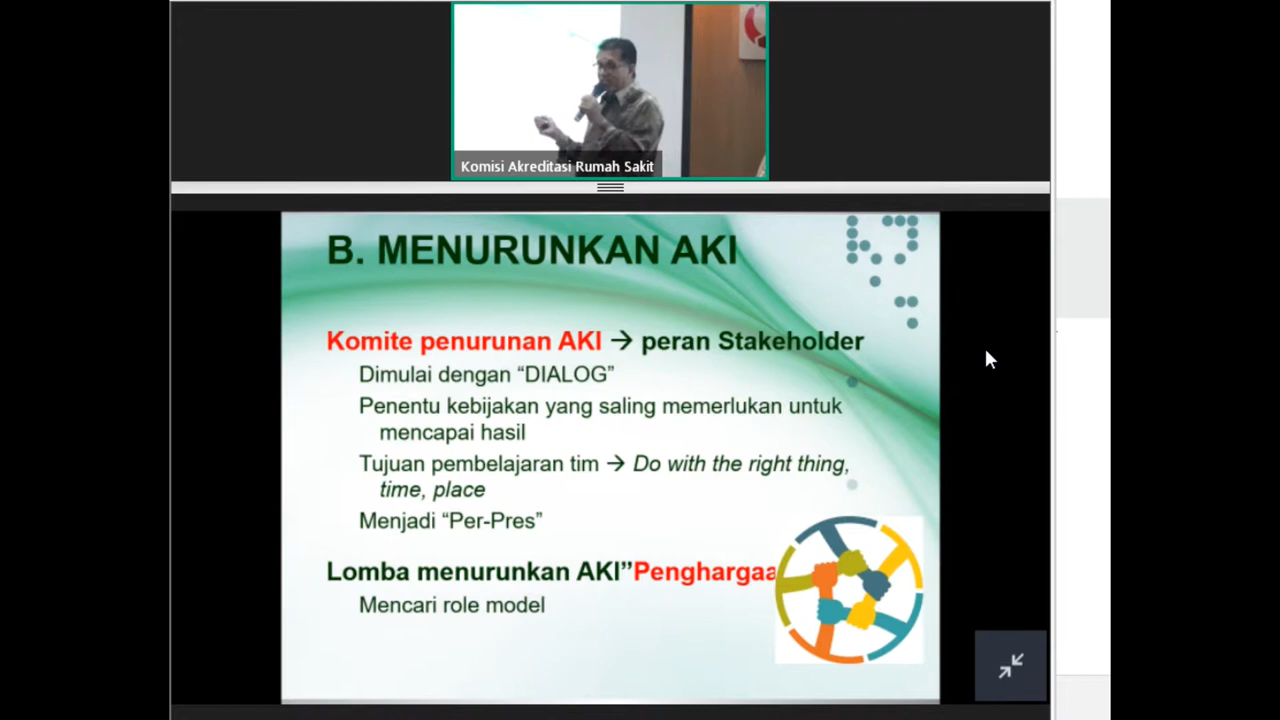 Komisi Akreditasi Rumah Sakit
B. MENURUNKAN AKI
Komite penurunan AKI → peran Stakeholder
Dimulai dengan “DIALOG”
Penentu kebijakan yang saling memerlukan untuk
mencapai hasil
Tujuan pembelajaran tim → Do with the right thing,
time, place
Menjadi “Per-Pres”
Lomba menurunkan AKI”Penghargaa
Mencari role model